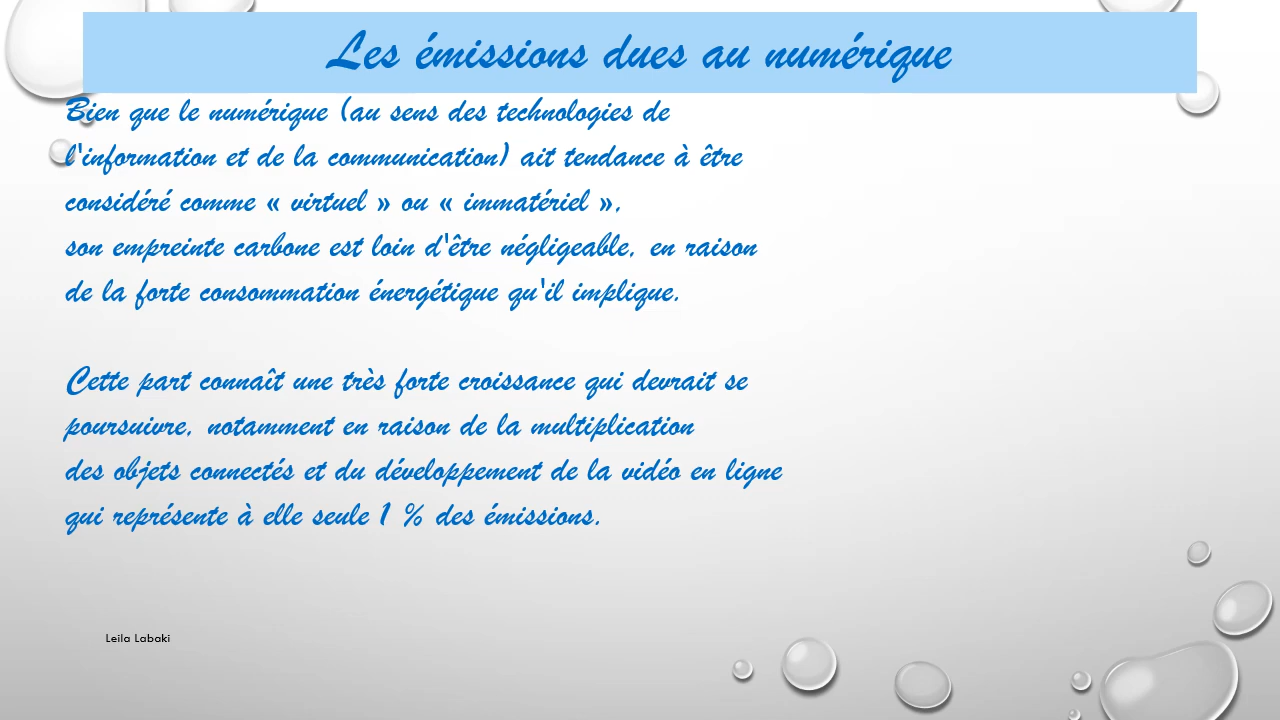 Les émissions dues au numérique
Bien que le numérique (au sens des technologies de
l'information et de la communication) ait tendance à être
considéré comme « virtuel » ou « immatériel »,
son empreinte carbone est loin d'être négligeable, en raison
de la forte consommation énergétique qu'il implique.
Cette part connaît une très forte croissance qui devrait se
poursuivre, notamment en raison de la multiplication
des objets connectés et du développement de la vidéo en ligne
qui représente à elle seule 1 % des émissions.
Leila Labaki